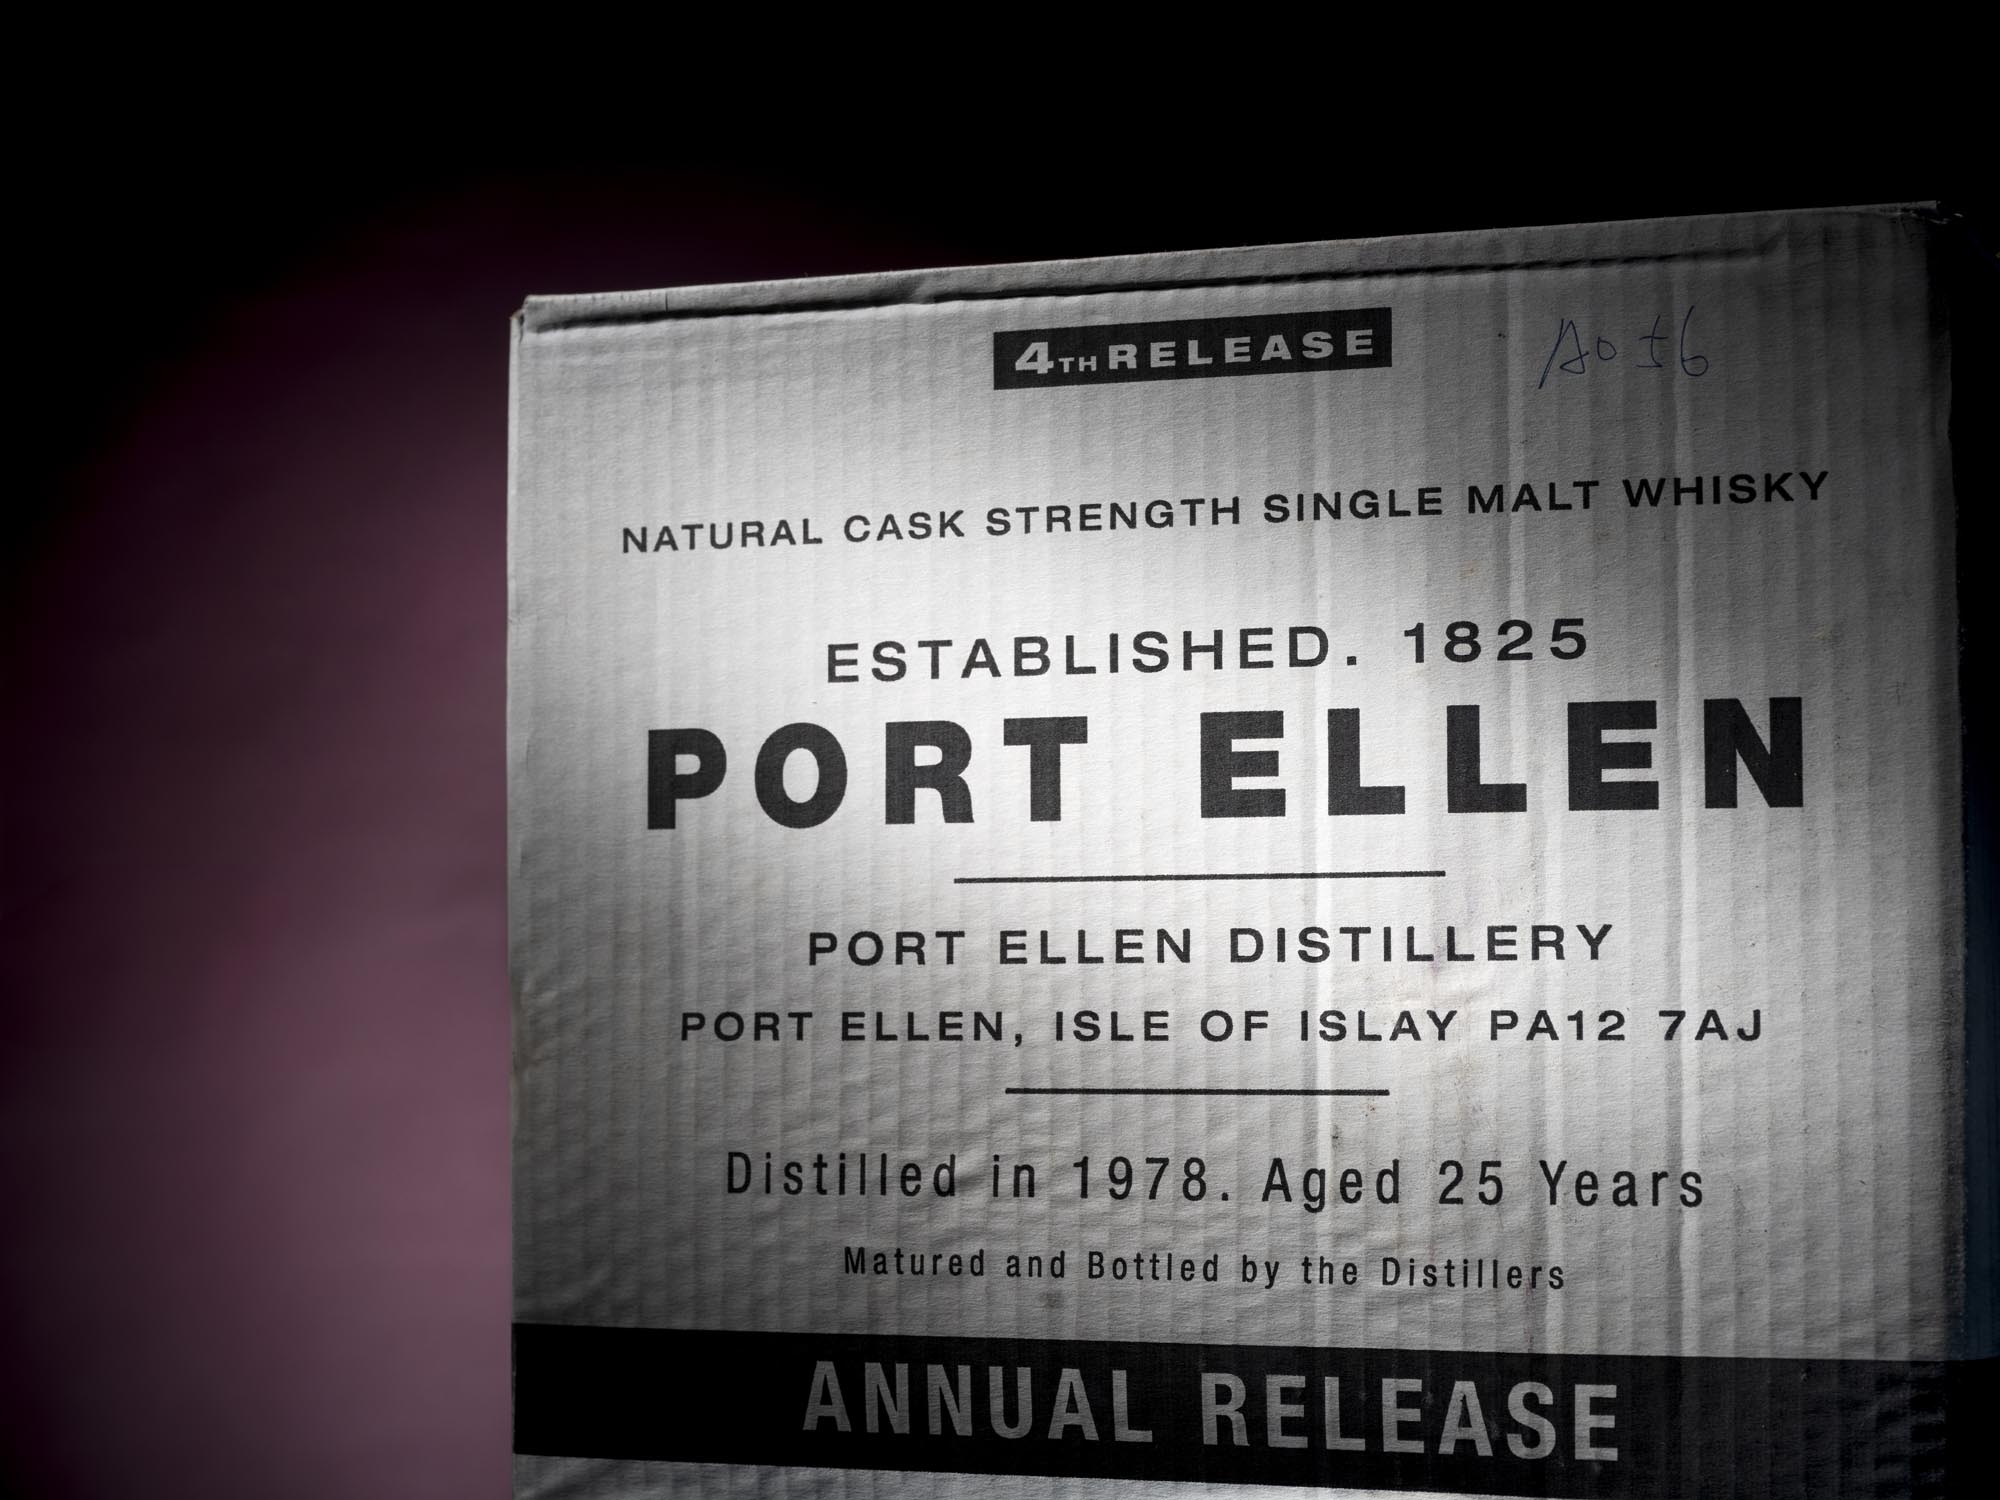 4TH RELEASE
NATURAL CASK STRENGTH SINGLE MALT WHISKY
ESTABLISHED. 1825
PORT ELLEN
PORT ELLEN DISTILLERY
PORT ELLEN, ISLE OF ISLAY PA12 7AJ
Distilled in 1978. Aged 25 Years
Matured and Bottled by the Distillers
ANNUAL RELEASE